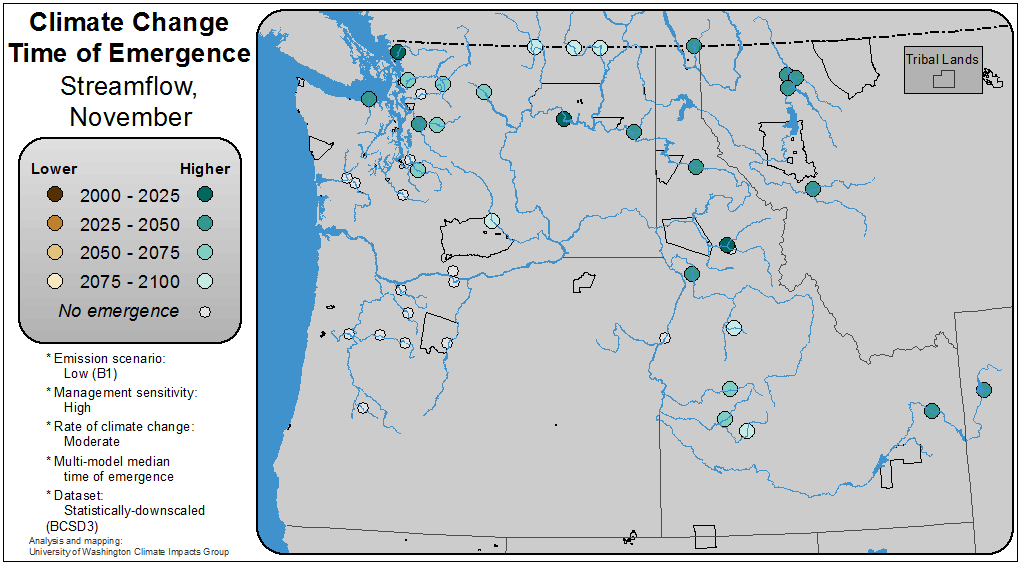 Climate Change
Time of Emergence
Streamflow,
November
Lower Higher
2000 - 2025
2025 - 2050
2050 - 2075
2075 - 2100
No emergence
* Emission scenario:
Low (B1)
* Management sensitivity:
High
* Rate of climate change:
Moderate
* Multi-model median
time of emergence
* Dataset:
Statistically-downscaled
(BCSD3)
Analysis and mapping:
University of Washington Climate Impacts Group
Tribal Lands